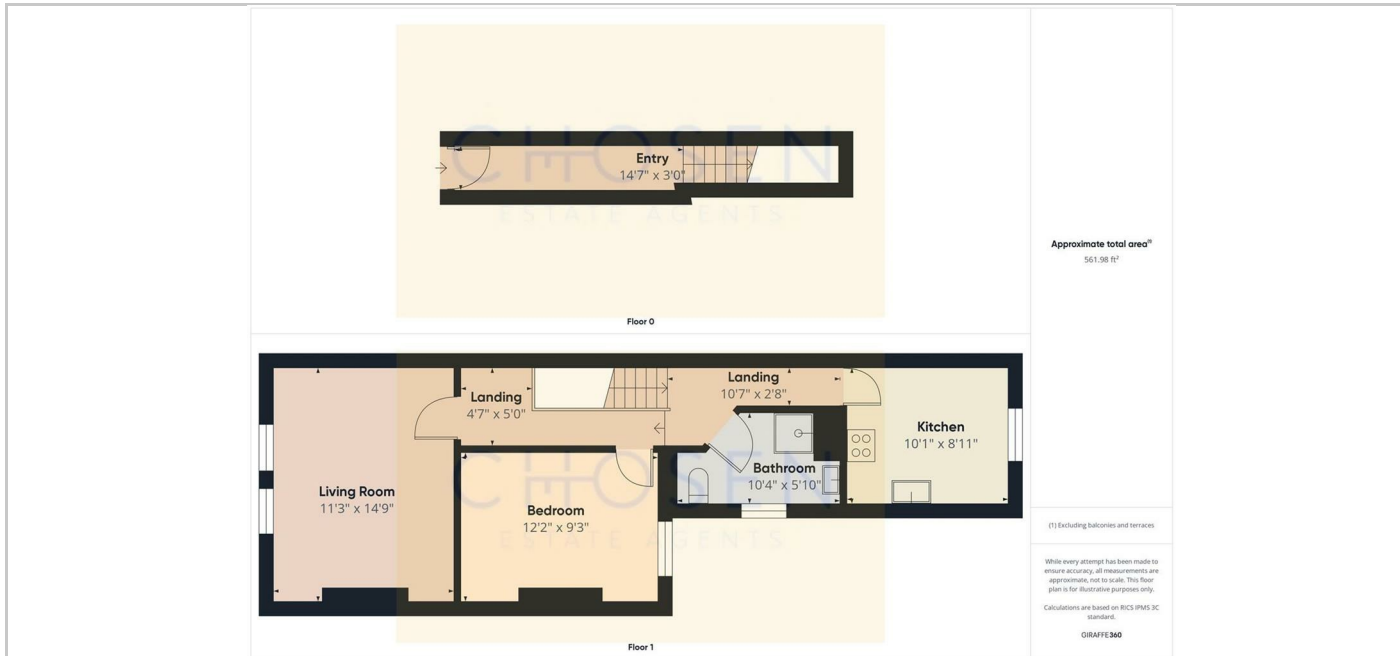 CHOSEN
ESTATE AGENTS
Entry
14'7" x 3'0"
Floor 0
Approximate total area⁽¹⁾
561.98 ft²
Landing
4'7" x 5'0"
Landing
10'7" x 2'8"
Kitchen
10'1" x 8'11"
Living Room
11'3" x 14'9"
Bedroom
12'2" x 9'3"
Bathroom
10'4" x 5'10"
CHOSEN
ESTATE AGENTS
Floor 1
(1) Excluding balconies and terraces
While every attempt has been made to
ensure accuracy, all measurements are
approximate, not to scale. This floor
plan is for illustrative purposes only.
Calculations are based on RICS IPMS 3C
standard.
GIRAFFE360